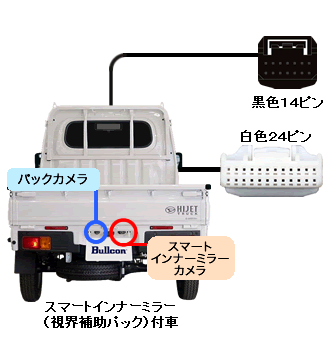 黒色14ピン
白色24ピン
バックカメラ
HIJET
Bullcon
スマート
インナーミラー
カメラ
スマートインナーミラー
（視界補助パック）付車